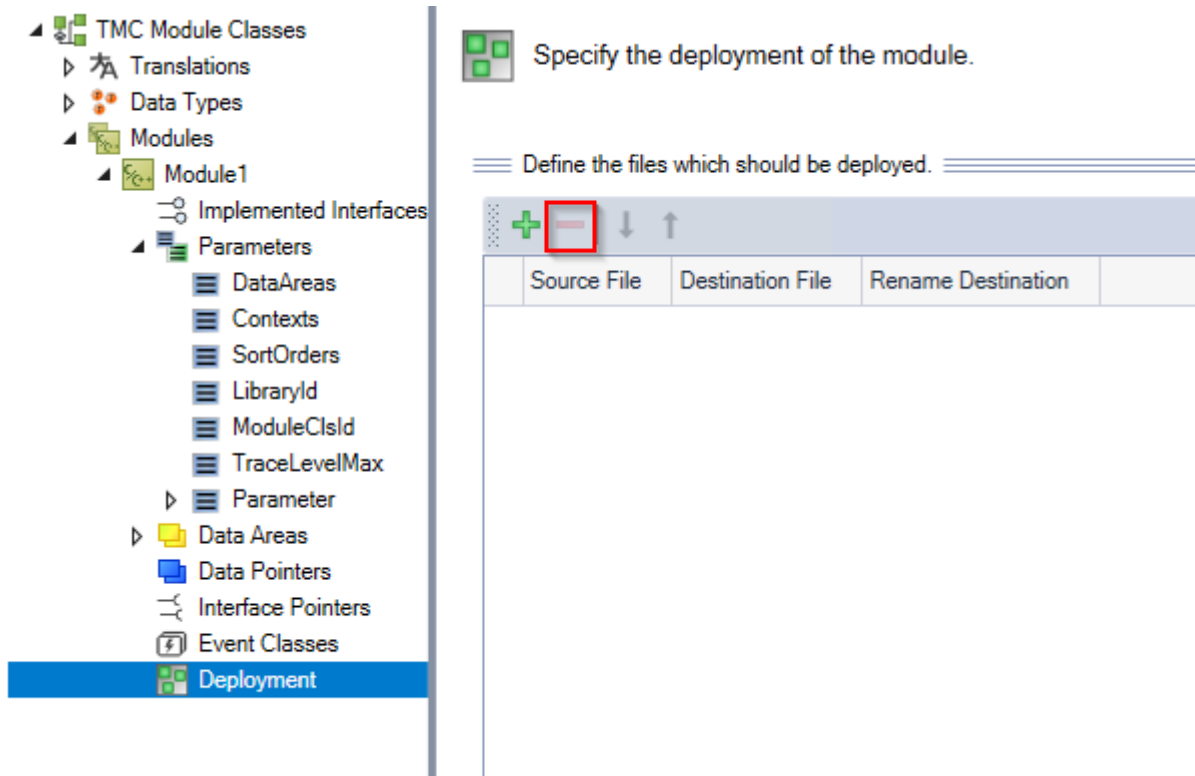 TMC Module Classes
Translations
Data Types
Modules
Module1
Implemented Interfaces
Parameters
DataAreas
Contexts
SortOrders
LibraryId
ModuleClsId
TraceLevelMax
Parameter
Data Areas
Data Pointers
Interface Pointers
Event Classes
Deployment
Specify the deployment of the module.
Define the files which should be deployed.
Source File Destination File Rename Destination